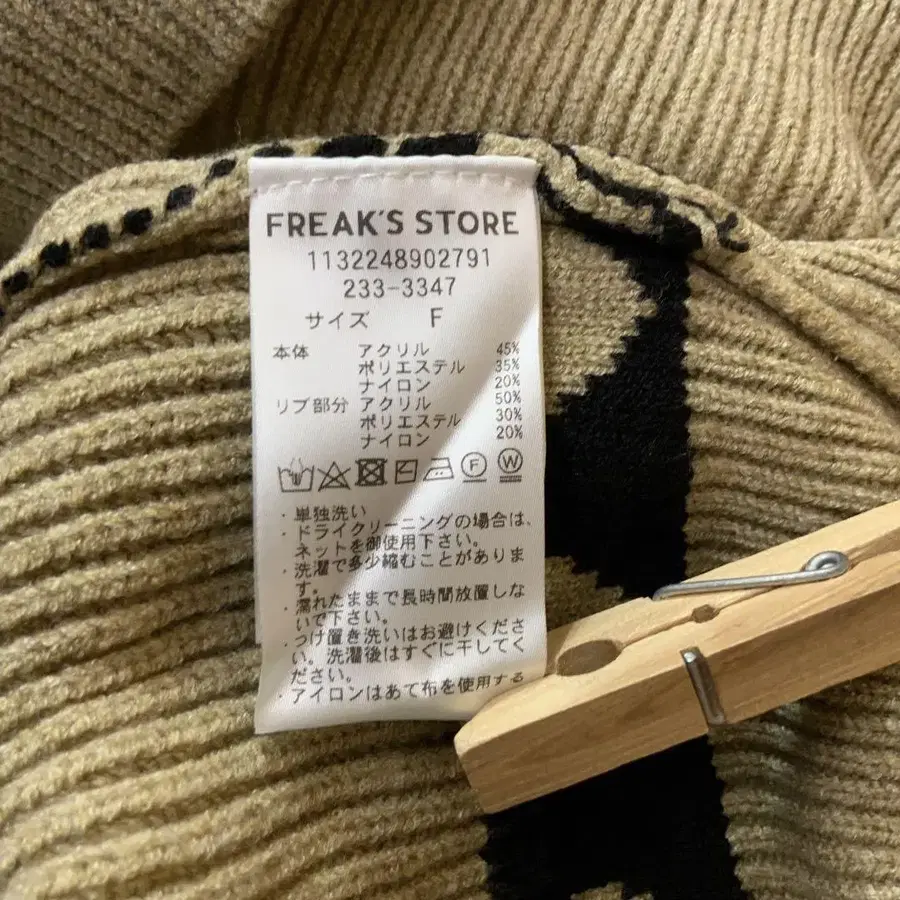 FREAK'S STORE
1132248902791
233-3347
サイズ F
本体 アクリル 45%
ポリエステル 35%
ナイロン 20%
リブ部分 アクリル 50%
ポリエステル 30%
ナイロン 20%
F W
・単独洗い
・ドライクリーニングの場合は、
ネットを御使用下さい。
・洗濯で多少縮むことがありま
す。
・濡れたままで長時間放置しな
いで下さい。
・つけ置き洗いはお避けくださ
い。洗濯後はすぐに干してく
ださい。
・アイロンはあて布を使用する